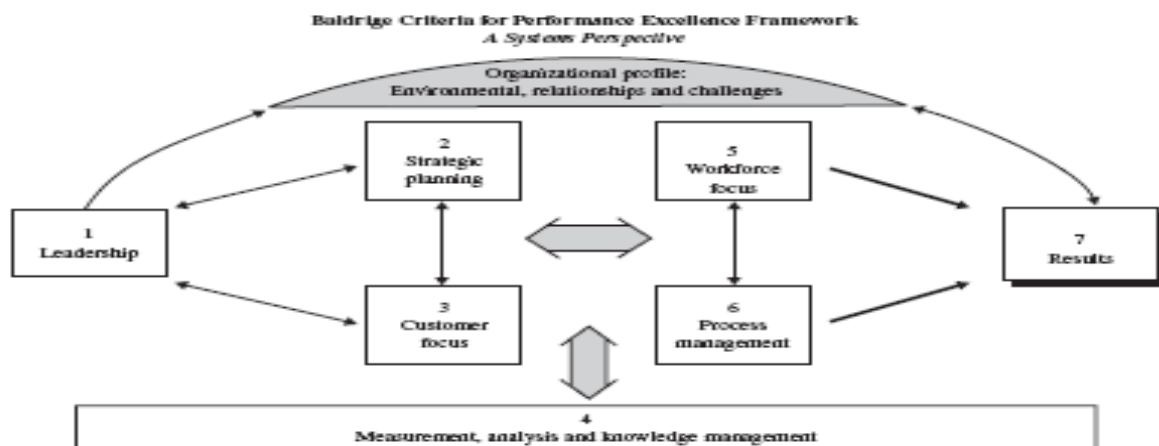 Baldrige Criteria for Performance Excellence Framework
A Systems Perspective
Organizational profile:
Environmental, relationships and challenges
2
Strategic
planning
5
Workforce
focus
1
Leadership
7
Results
3
Customer
focus
6
Process
management
4
Measurement, analysis and knowledge management